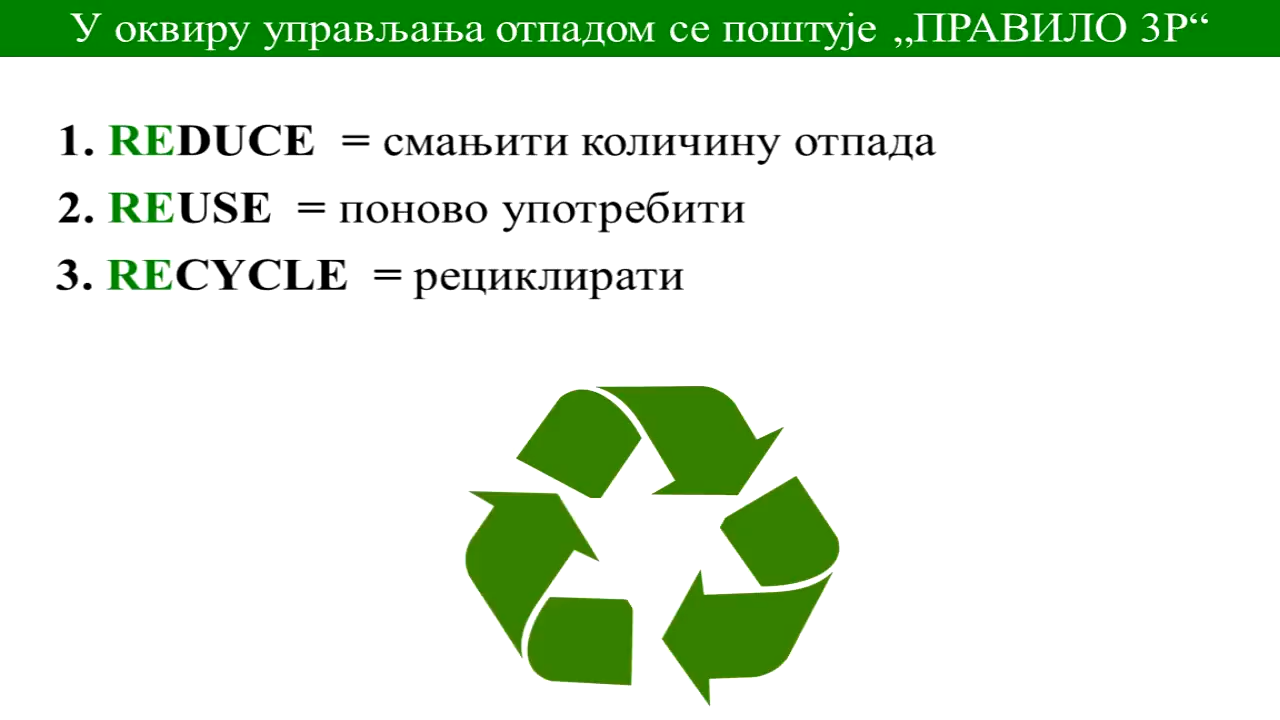 У оквиру управљања отпадом се поштује „ПРАВИЛО 3Р“
1. REDUCE = смањити количину отпада
2. REUSE = поново употребити
3. RECYCLE = рециклирати